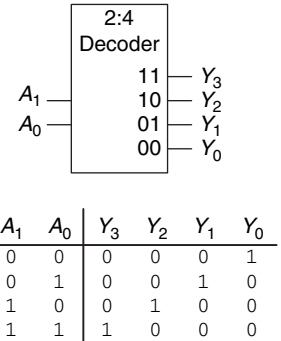 2:4
Decoder
11 Y3
A1 10 Y2
A0 01 Y1
00 Y0
A1 A0 Y3 Y2 Y1 Y0
0 0 0 0 0 1
0 1 0 0 1 0
1 0 0 1 0 0
1 1 1 0 0 0